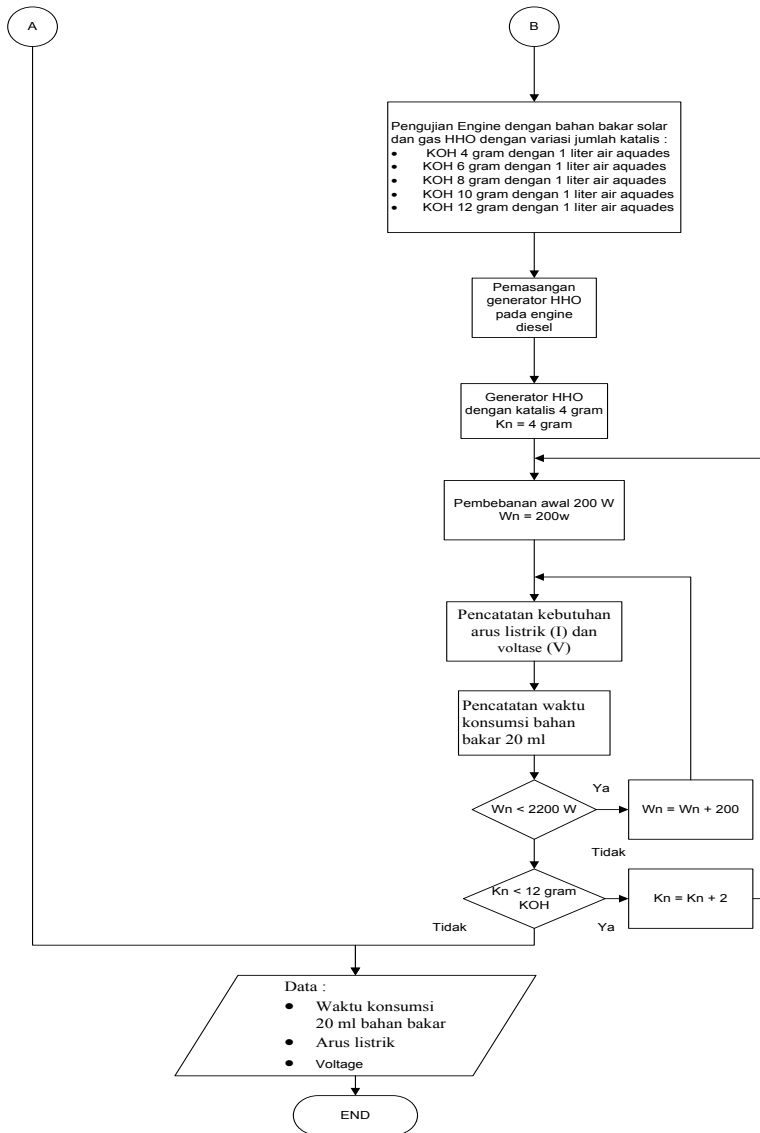 A
B
Pengujian Engine dengan bahan bakar solar
dan gas HHO dengan variasi jumlah katalis :
• KOH 4 gram dengan 1 liter air aquades
• KOH 6 gram dengan 1 liter air aquades
• KOH 8 gram dengan 1 liter air aquades
• KOH 10 gram dengan 1 liter air aquades
• KOH 12 gram dengan 1 liter air aquades
Pemasangan
generator HHO
pada engine
diesel
Generator HHO
dengan katalis 4 gram
Kn = 4 gram
Pembebanan awal 200 W
Wn = 200w
Pencatatan kebutuhan
arus listrik (I) dan
voltase (V)
Pencatatan waktu
konsumsi bahan
bakar 20 ml
Wn < 2200 W
Ya
Wn = Wn + 200
Tidak
Kn < 12 gram
KOH
Ya
Kn = Kn + 2
Tidak
Data :
• Waktu konsumsi
20 ml bahan bakar
• Arus listrik
• Voltage
END